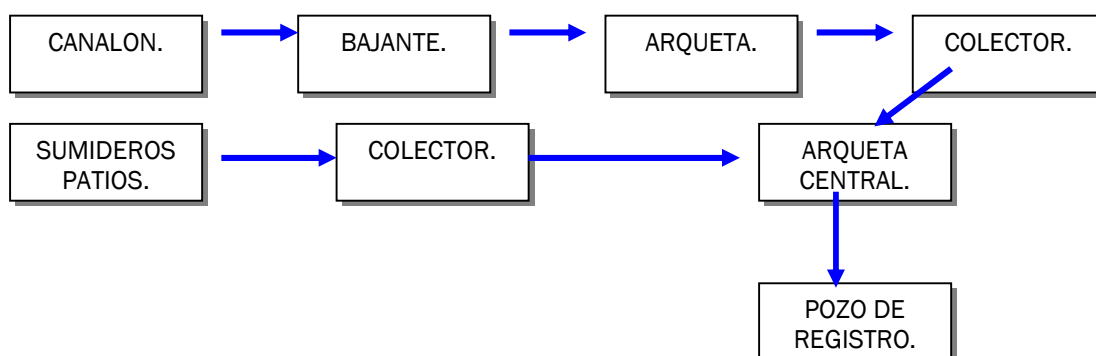 CANALON.
BAJANTE.
ARQUETA.
COLECTOR.
SUMIDEROS
PATIOS.
COLECTOR.
ARQUETA
CENTRAL.
POZO DE
REGISTRO.